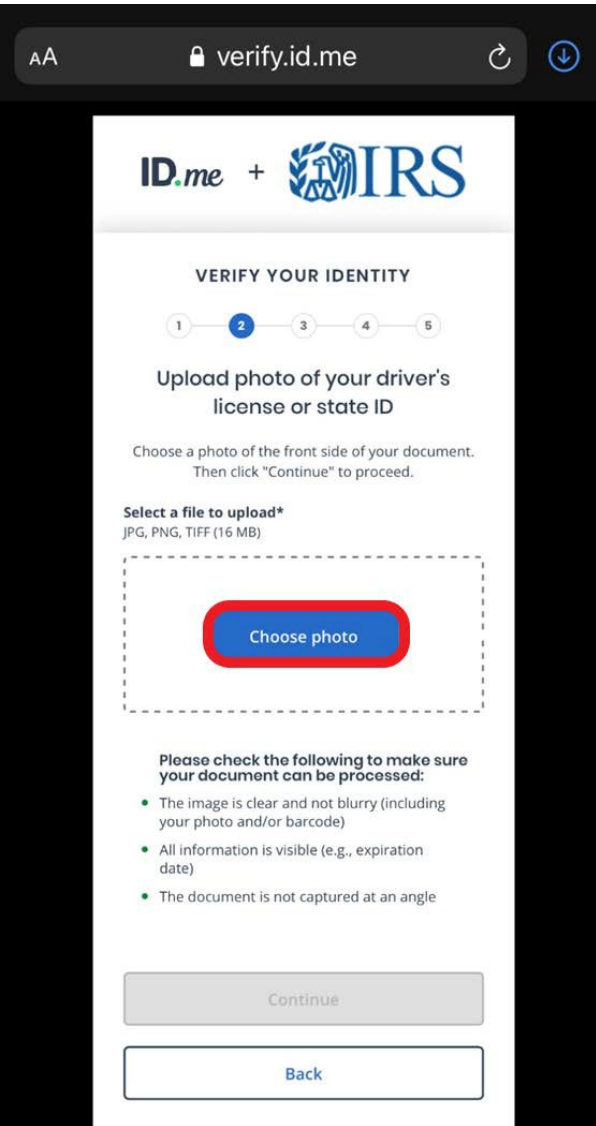 AA verify.id.me
ID.me + IRS
VERIFY YOUR IDENTITY
1 2 3 4 5
Upload photo of your driver's
license or state ID
Choose a photo of the front side of your document.
Then click "Continue" to proceed.
Select a file to upload*
JPG, PNG, TIFF (16 MB)
Choose photo
Please check the following to make sure
your document can be processed:
• The image is clear and not blurry (including
your photo and/or barcode)
• All information is visible (e.g., expiration
date)
• The document is not captured at an angle
Continue
Back